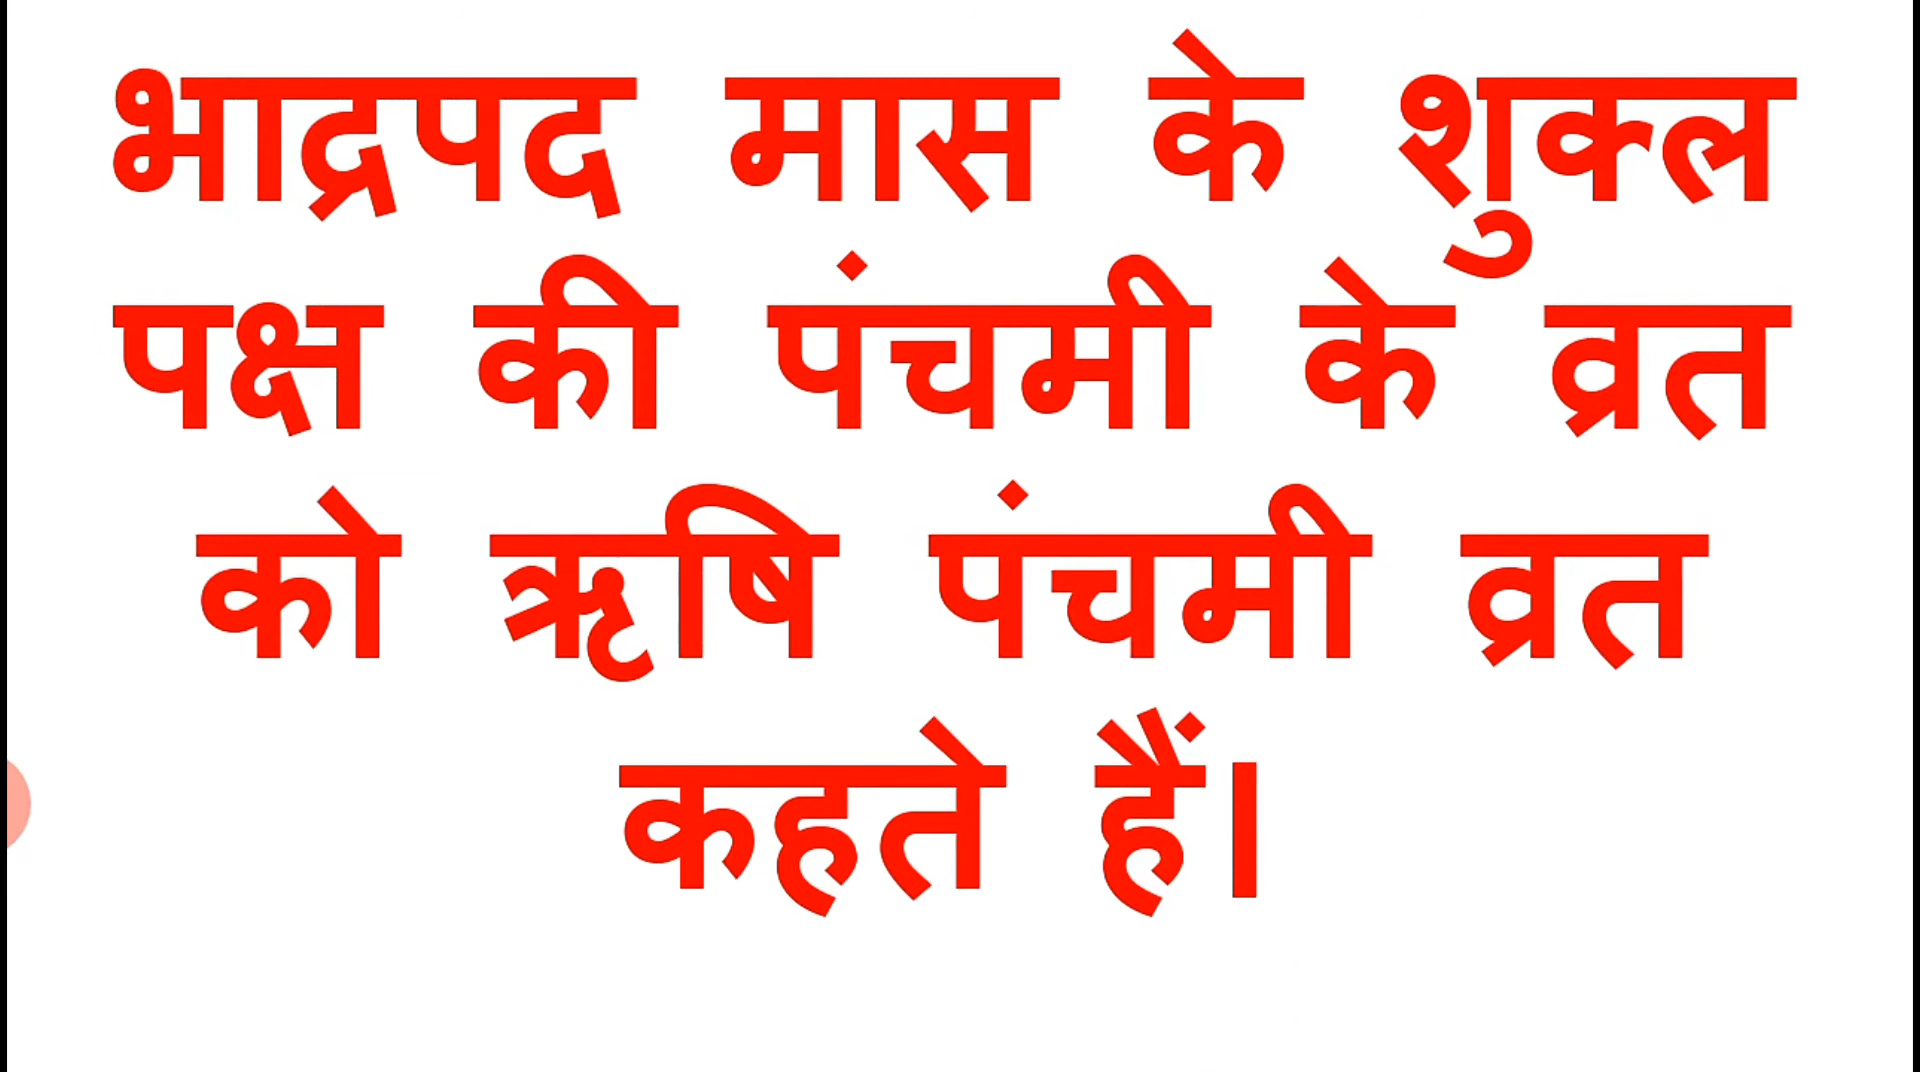 भाद्रपद मास के शुक्ल
पक्ष की पंचमी के व्रत
को ऋषि पंचमी व्रत
कहते हैं।